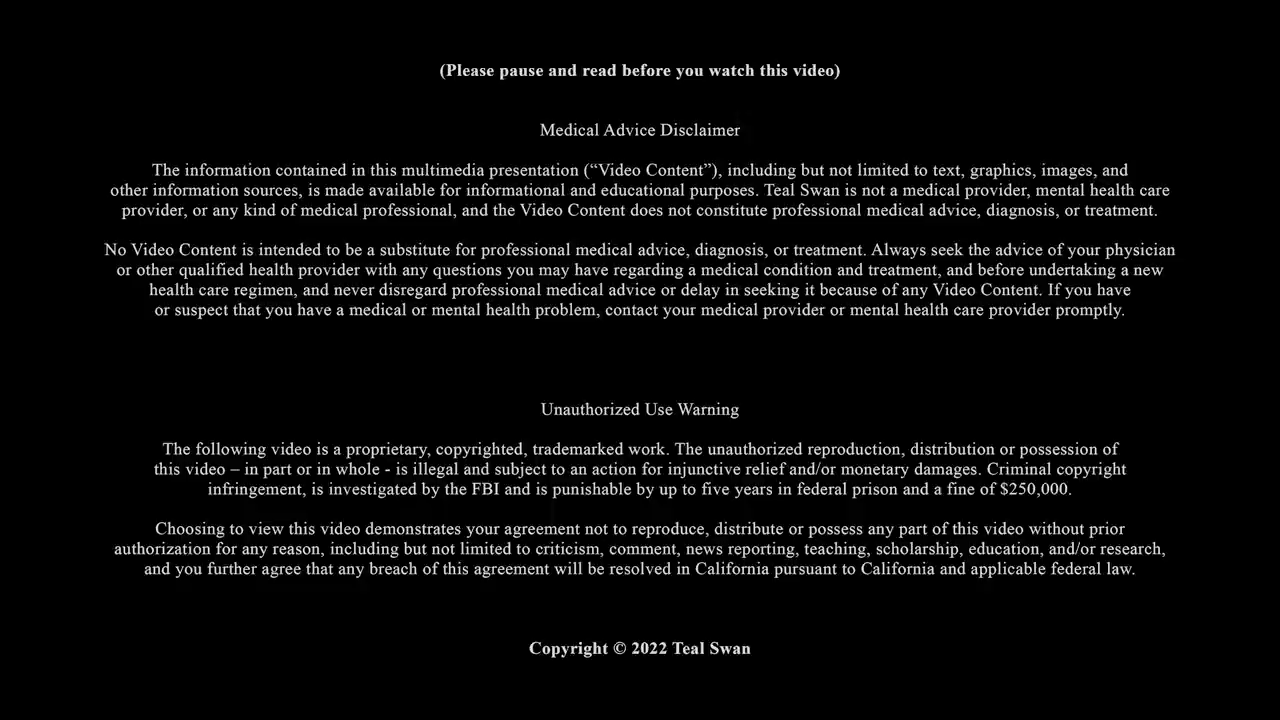 (Please pause and read before you watch this video)
Medical Advice Disclaimer
The information contained in this multimedia presentation (“Video Content”), including but not limited to text, graphics, images, and
other information sources, is made available for informational and educational purposes. Teal Swan is not a medical provider, mental health care
provider, or any kind of medical professional, and the Video Content does not constitute professional medical advice, diagnosis, or treatment.
No Video Content is intended to be a substitute for professional medical advice, diagnosis, or treatment. Always seek the advice of your physician
or other qualified health provider with any questions you may have regarding a medical condition and treatment, and before undertaking a new
health care regimen, and never disregard professional medical advice or delay in seeking it because of any Video Content. If you have
or suspect that you have a medical or mental health problem, contact your medical provider or mental health care provider promptly.
Unauthorized Use Warning
The following video is a proprietary, copyrighted, trademarked work. The unauthorized reproduction, distribution or possession of
this video – in part or in whole - is illegal and subject to an action for injunctive relief and/or monetary damages. Criminal copyright
infringement, is investigated by the FBI and is punishable by up to five years in federal prison and a fine of $250,000.
Choosing to view this video demonstrates your agreement not to reproduce, distribute or possess any part of this video without prior
authorization for any reason, including but not limited to criticism, comment, news reporting, teaching, scholarship, education, and/or research,
and you further agree that any breach of this agreement will be resolved in California pursuant to California and applicable federal law.
Copyright © 2022 Teal Swan